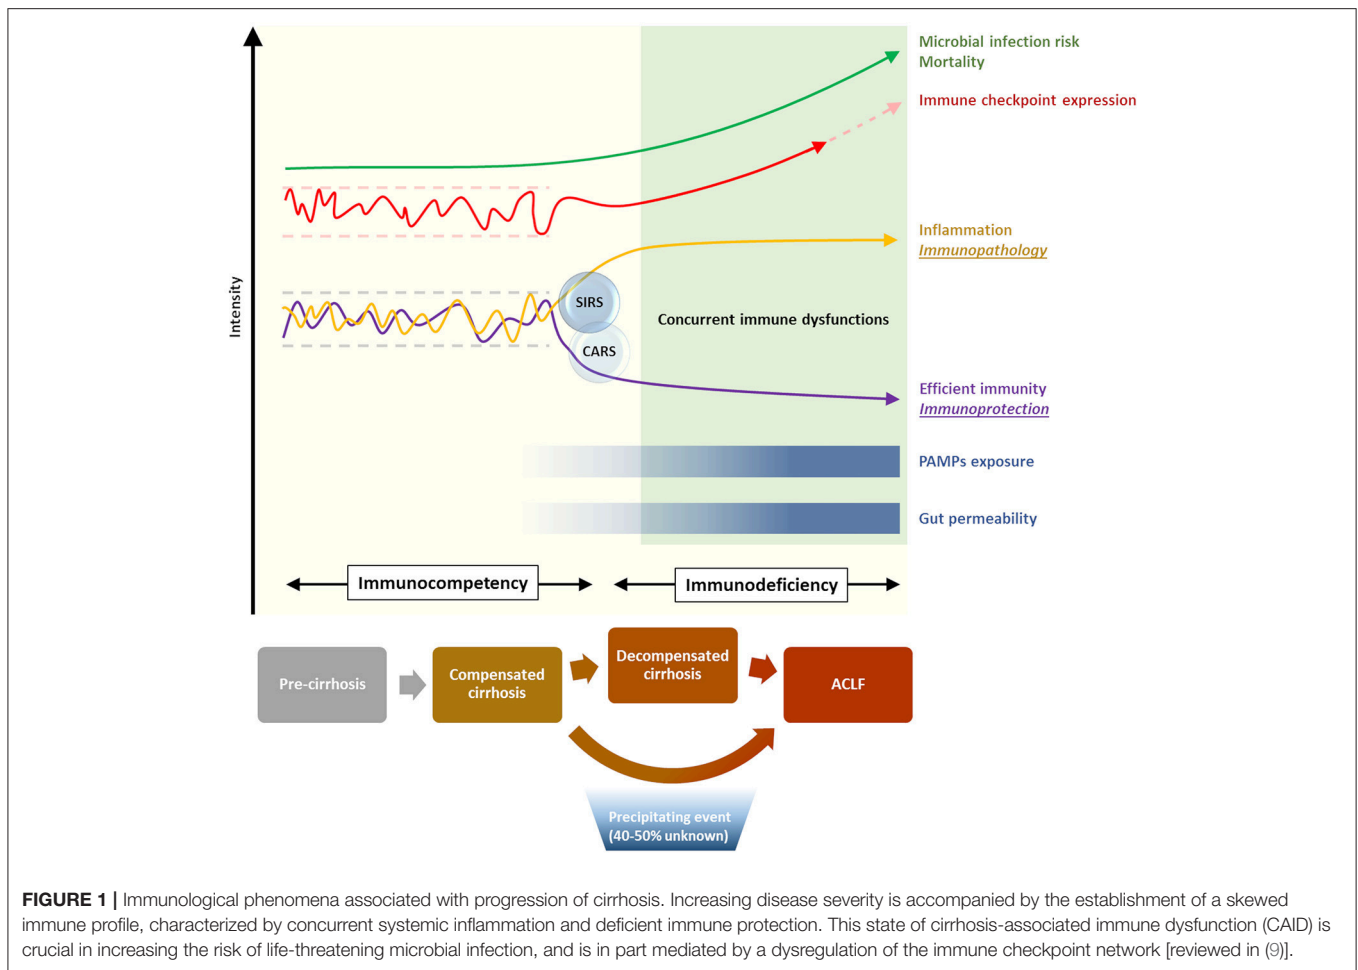 Microbial infection risk
Mortality
Immune checkpoint expression
Inflammation
Immunopathology
Intensity
SIRS
CARS
Concurrent immune dysfunctions
Efficient immunity
Immunoprotection
PAMPs exposure
Gut permeability
Immunocompetency
Immunodeficiency
Pre-cirrhosis
Compensated
cirrhosis
Decompensated
cirrhosis
ACLF
Precipitating event
(40-50% unknown)
FIGURE 1 | Immunological phenomena associated with progression of cirrhosis. Increasing disease severity is accompanied by the establishment of a skewed
immune profile, characterized by concurrent systemic inflammation and deficient immune protection. This state of cirrhosis-associated immune dysfunction (CAID) is
crucial in increasing the risk of life-threatening microbial infection, and is in part mediated by a dysregulation of the immune checkpoint network [reviewed in (9)].